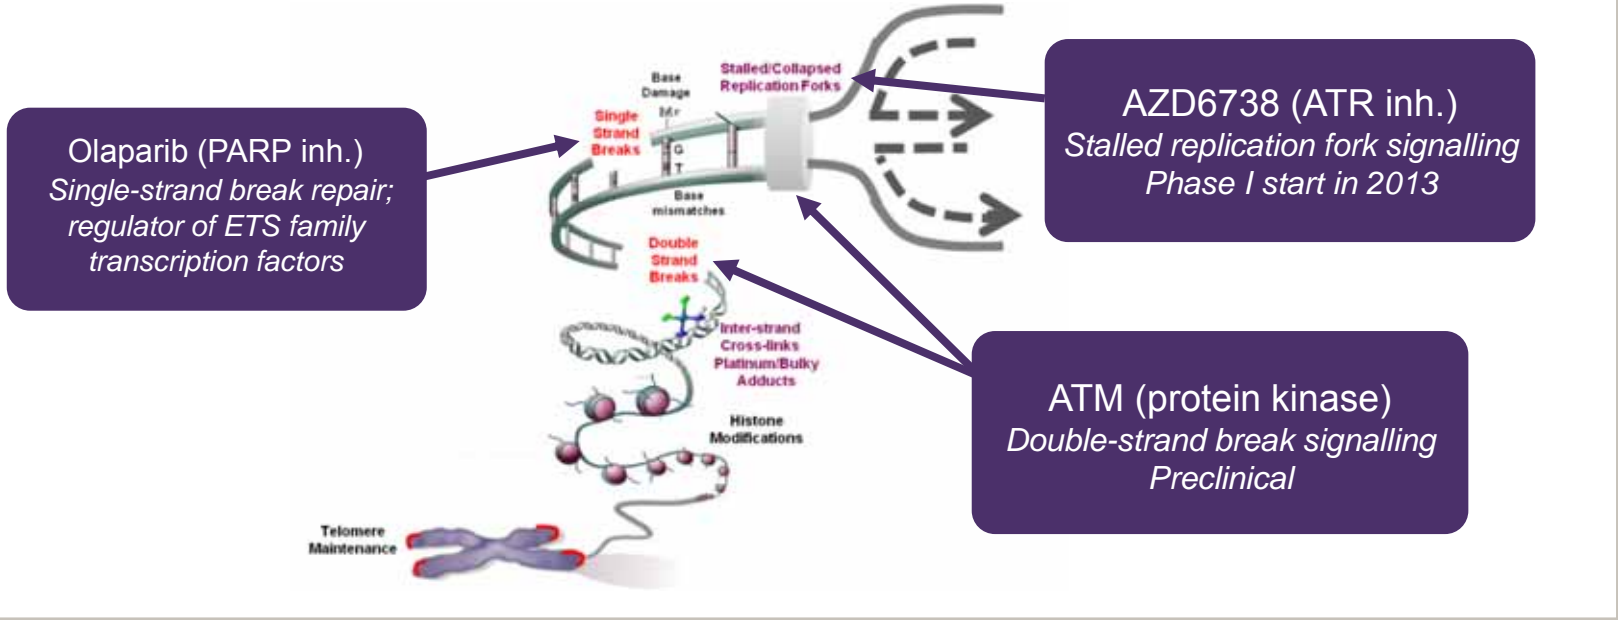 Olaparib (PARP inh.)
Single-strand break repair;
regulator of ETS family
transcription factors
Base
Damage
Me
Single
Strand
Breaks
G
T
Base
mismatches
Stalled/Collapsed
Replication Forks
AZD6738 (ATR inh.)
Stalled replication fork signalling
Phase I start in 2013
Double
Strand
Breaks
Inter-strand
Cross-links
Platinum/Bulky
Adducts
Histone
Modifications
ATM (protein kinase)
Double-strand break signalling
Preclinical
Telomere
Maintenance